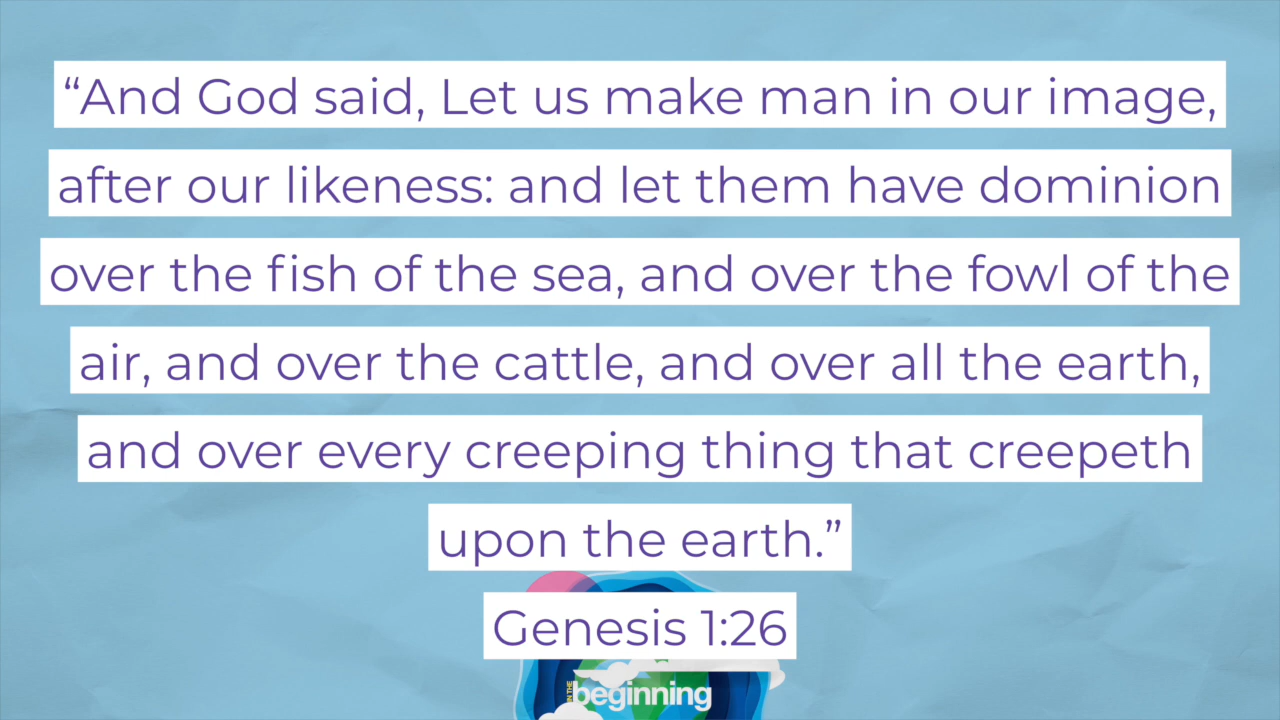 “And God said, Let us make man in our image,
after our likeness: and let them have dominion
over the fish of the sea, and over the fowl of the
air, and over the cattle, and over all the earth,
and over every creeping thing that creepeth
upon the earth.”
Genesis 1:26
IN THE
beginning